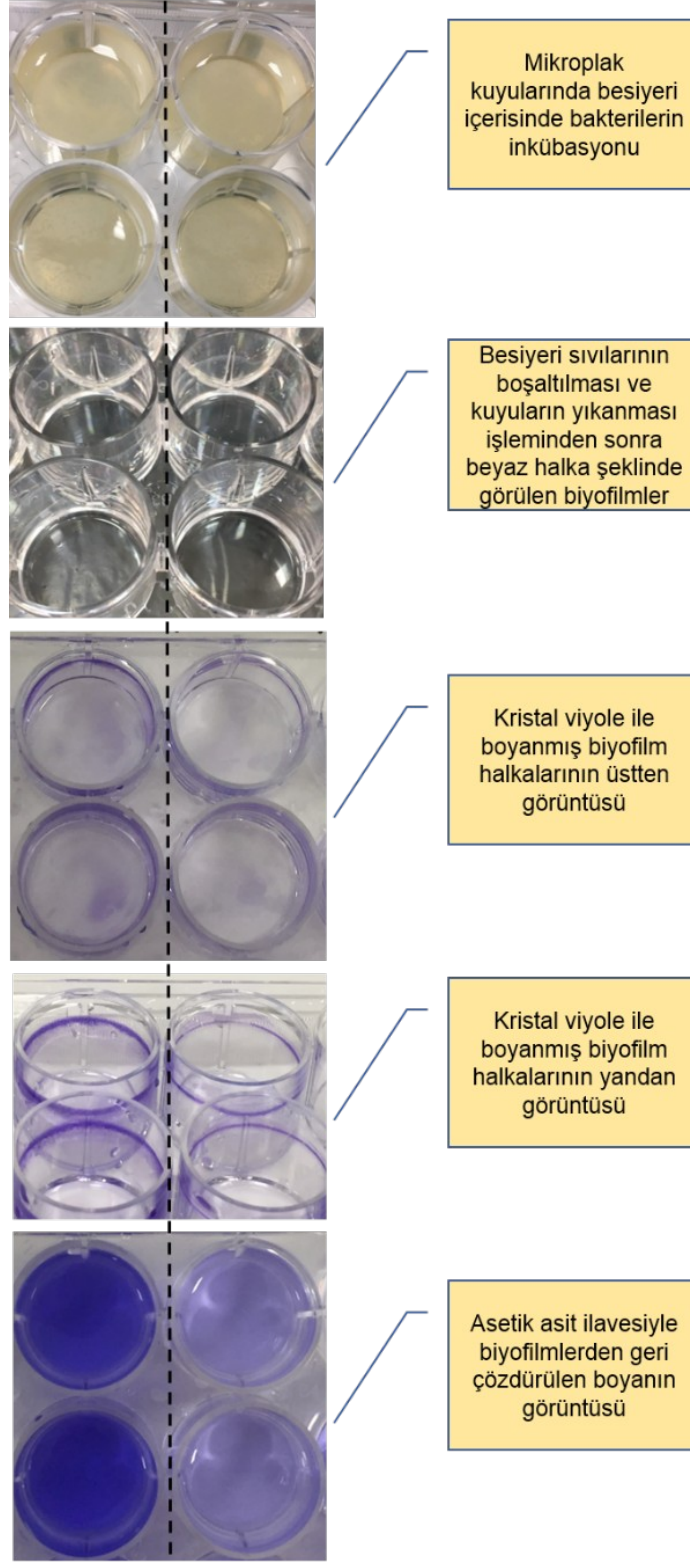 Mikroplak
kuyularında besiyeri
içerisinde bakterilerin
inkübasyonu
Besiyeri sıvılarının
boşaltılması ve
kuyuların yıkanması
işleminden sonra
beyaz halka şeklinde
görülen biyofilmler
Kristal viyole ile
boyanmış biyofilm
halkalarının üstten
görüntüsü
Kristal viyole ile
boyanmış biyofilm
halkalarının yandan
görüntüsü
Asetik asit ilavesiyle
biyofilmlerden geri
çözdürülen boyanın
görüntüsü